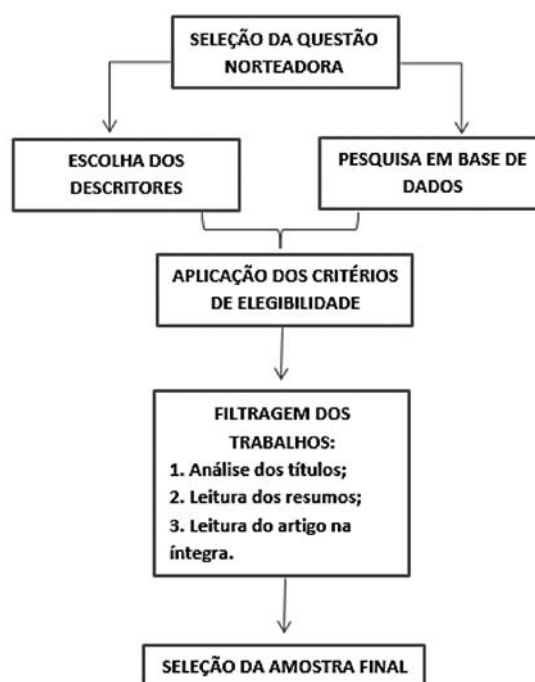 SELEÇÃO DA QUESTÃO
NORTEADORA
ESCOLHA DOS
DESCRITORES
PESQUISA EM BASE DE
DADOS
APLICAÇÃO DOS CRITÉRIOS
DE ELEGIBILIDADE
FILTRAGEM DOS
TRABALHOS:
1. Análise dos títulos;
2. Leitura dos resumos;
3. Leitura do artigo na
íntegra.
SELEÇÃO DA AMOSTRA FINAL